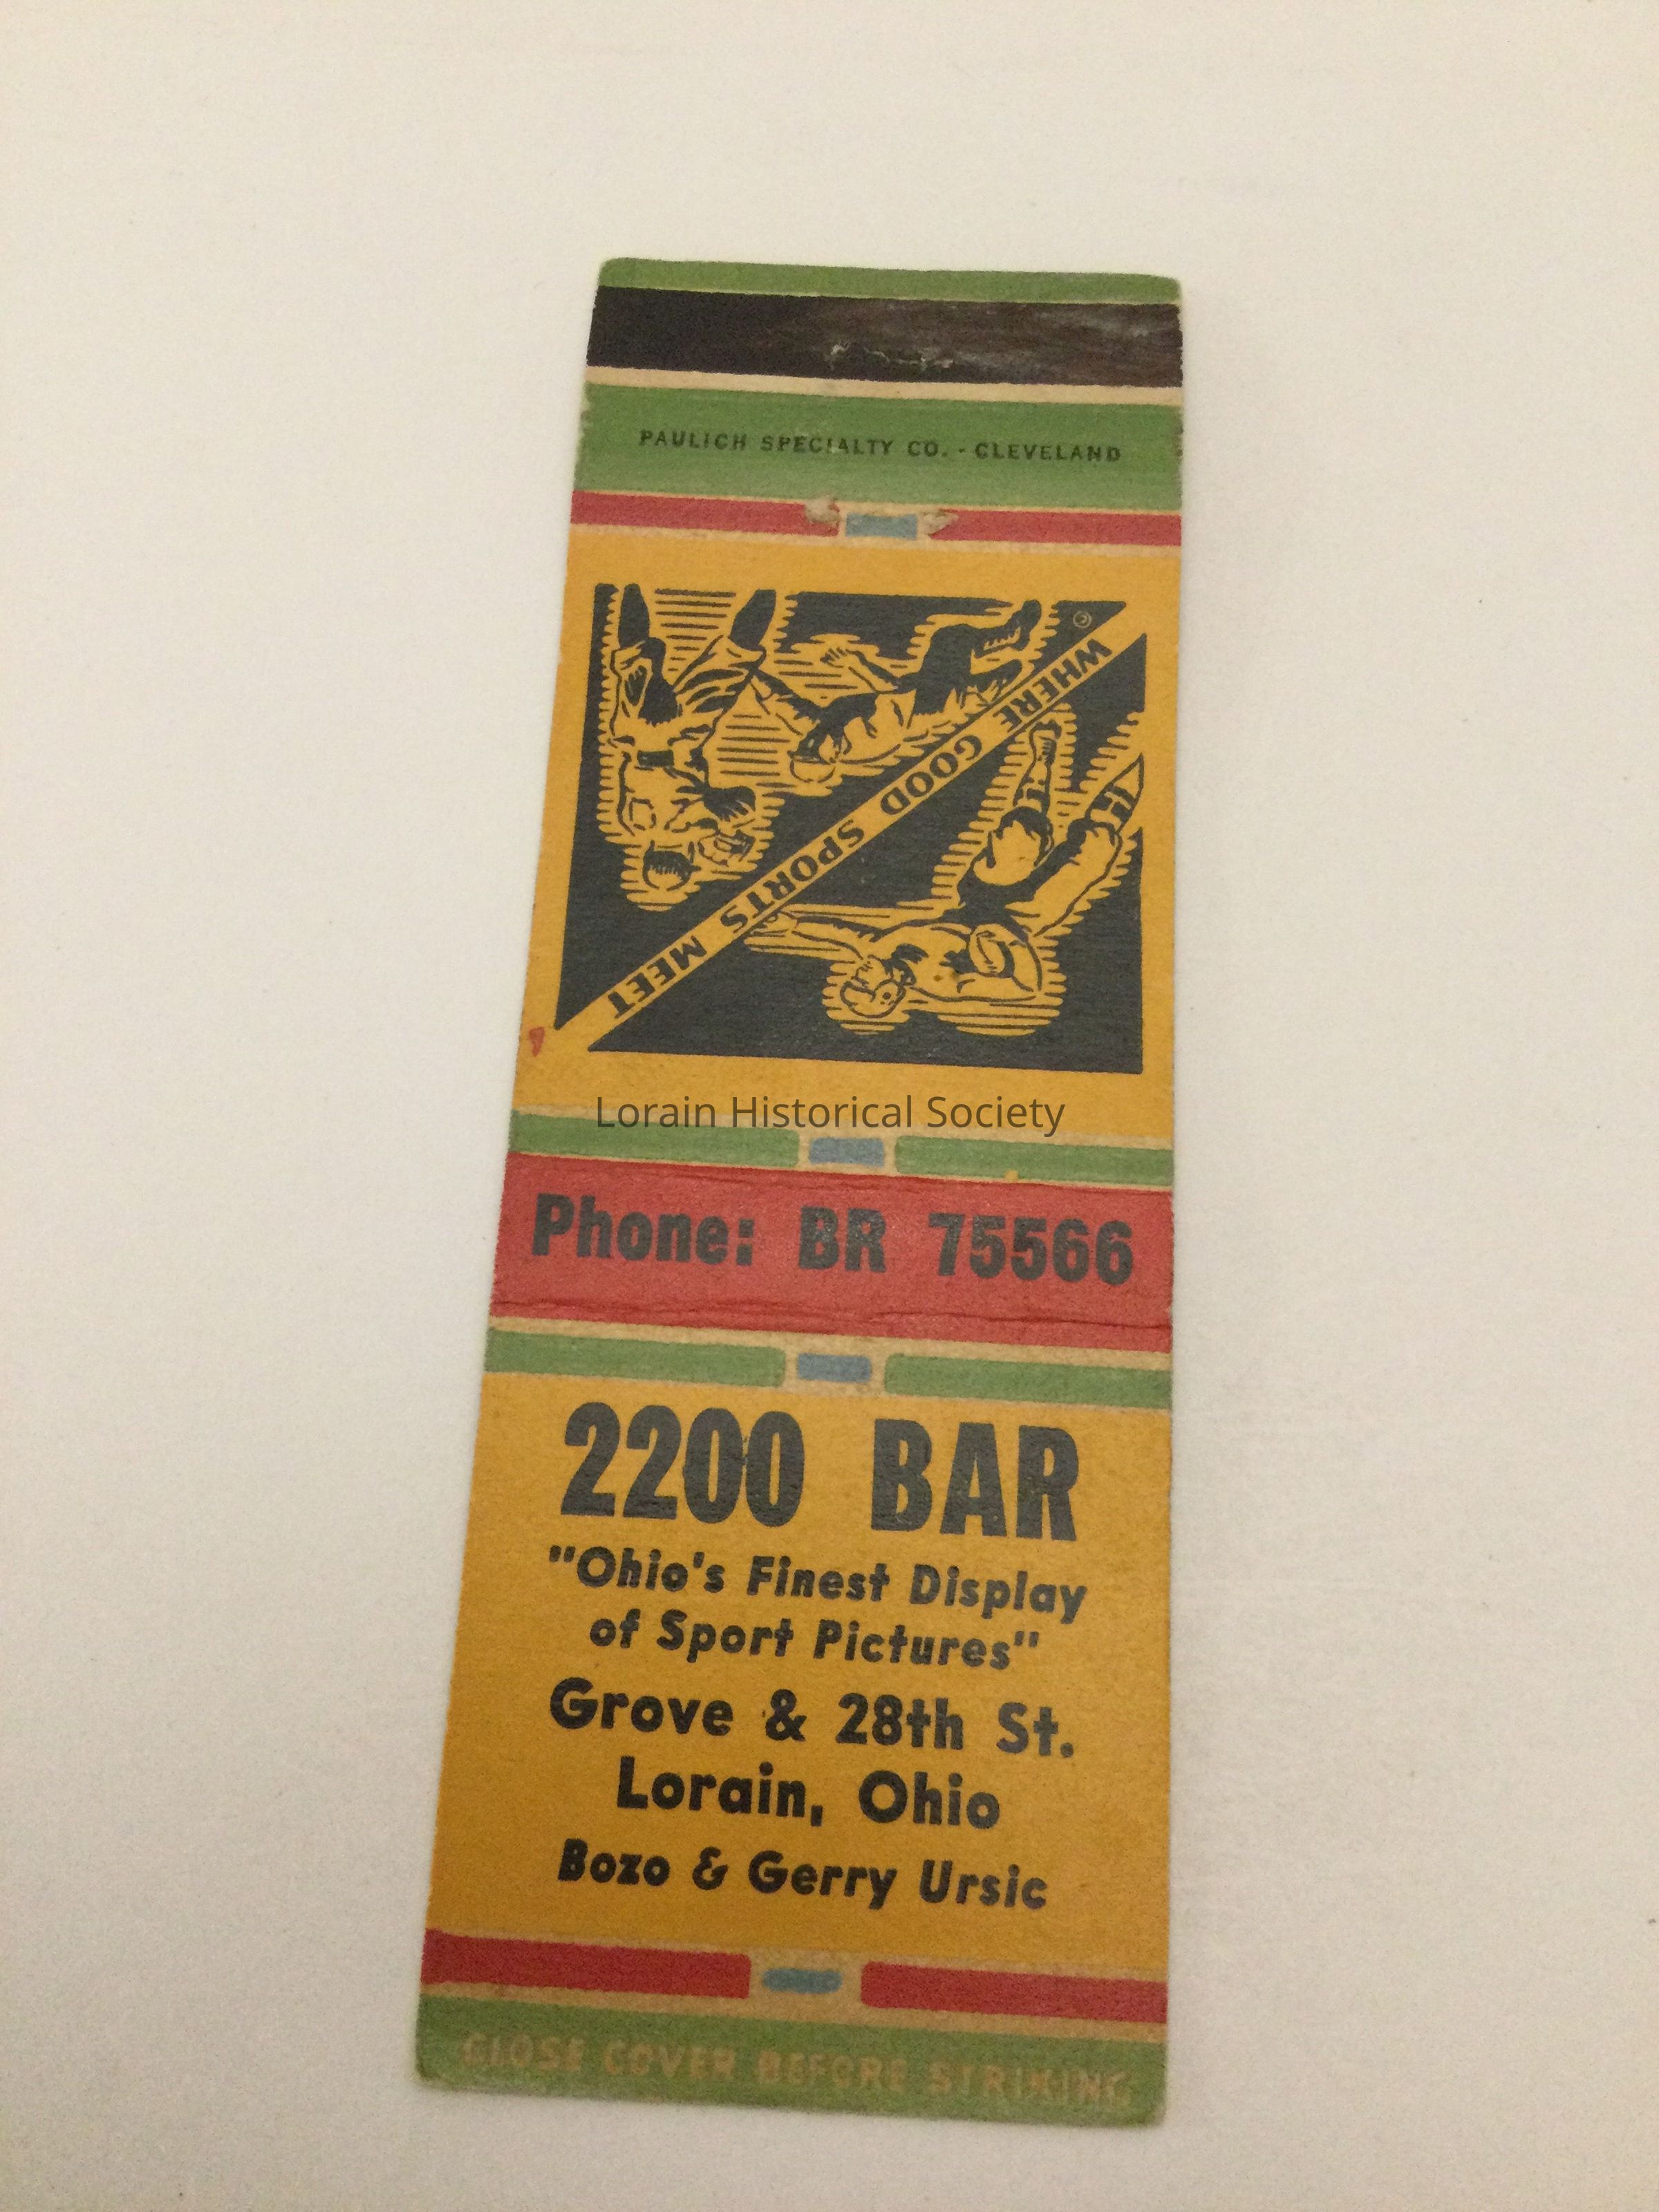 PAULICH SPECIALTY CO. - CLEVELAND
WHERE GOOD SPORTS MEET
©
Lorain Historical Society
Phone: BR 75566
2200 BAR
"Ohio's Finest Display
of Sport Pictures"
Grove & 28th St.
Lorain, Ohio
Bozo & Gerry Ursic
CLOSE COVER BEFORE STRIKING